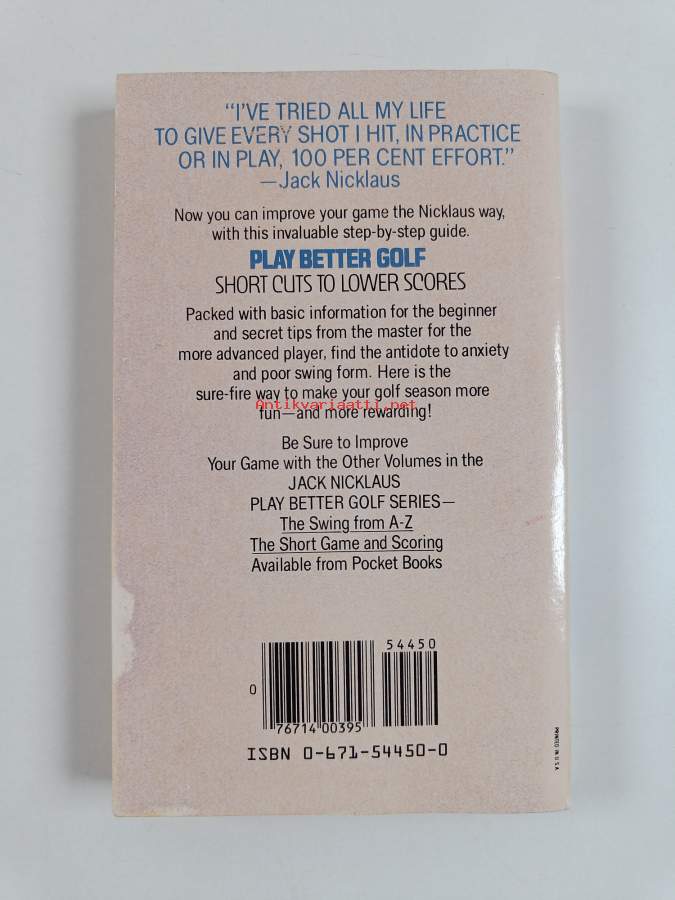 “I’VE TRIED ALL MY LIFE
TO GIVE EVERY SHOT I HIT, IN PRACTICE
OR IN PLAY, 100 PER CENT EFFORT.”
—Jack Nicklaus
Now you can improve your game the Nicklaus way,
with this invaluable step-by-step guide.
PLAY BETTER GOLF
SHORT CUTS TO LOWER SCORES
Packed with basic information for the beginner
and secret tips from the master for the
more advanced player, find the antidote to anxiety
and poor swing form. Here is the
sure-fire way to make your golf season more
Antikvariaatti.net
fun—and more rewarding!
Be Sure to Improve
Your Game with the Other Volumes in the
JACK NICKLAUS
PLAY BETTER GOLF SERIES—
The Swing from A-Z
The Short Game and Scoring
Available from Pocket Books
54450
0
76714 00395
ISBN 0-671-54450-0
PRINTED IN U.S.A.